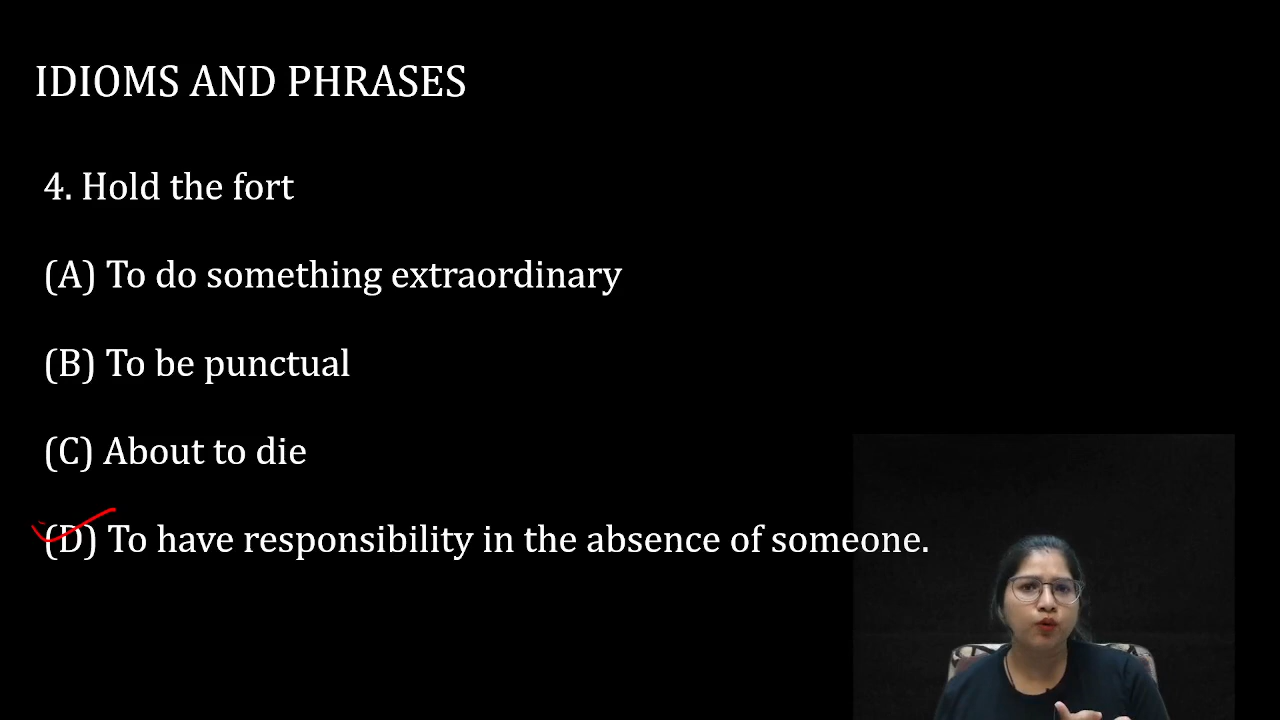 IDIOMS AND PHRASES
4. Hold the fort
(A) To do something extraordinary
(B) To be punctual
(C) About to die
(D) To have responsibility in the absence of someone.